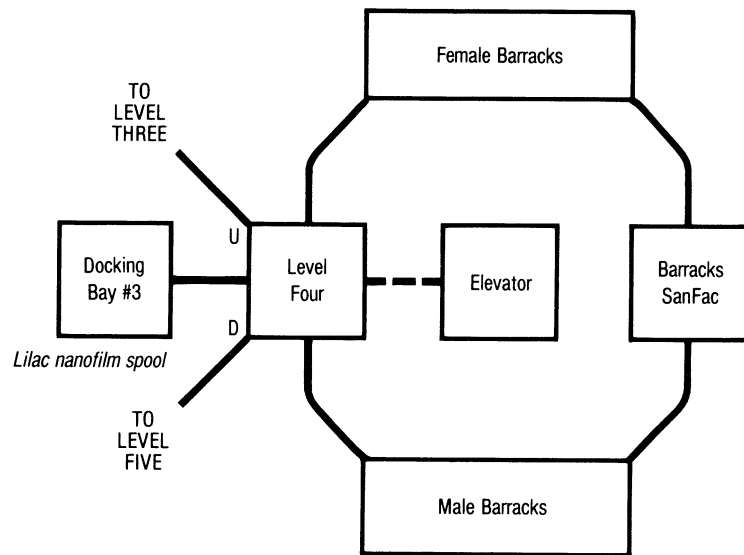 Female Barracks
TO
LEVEL
THREE
U
Docking
Bay #3
Level
Four
Elevator
Barracks
SanFac
D
Lilac nanofilm spool
TO
LEVEL
FIVE
Male Barracks